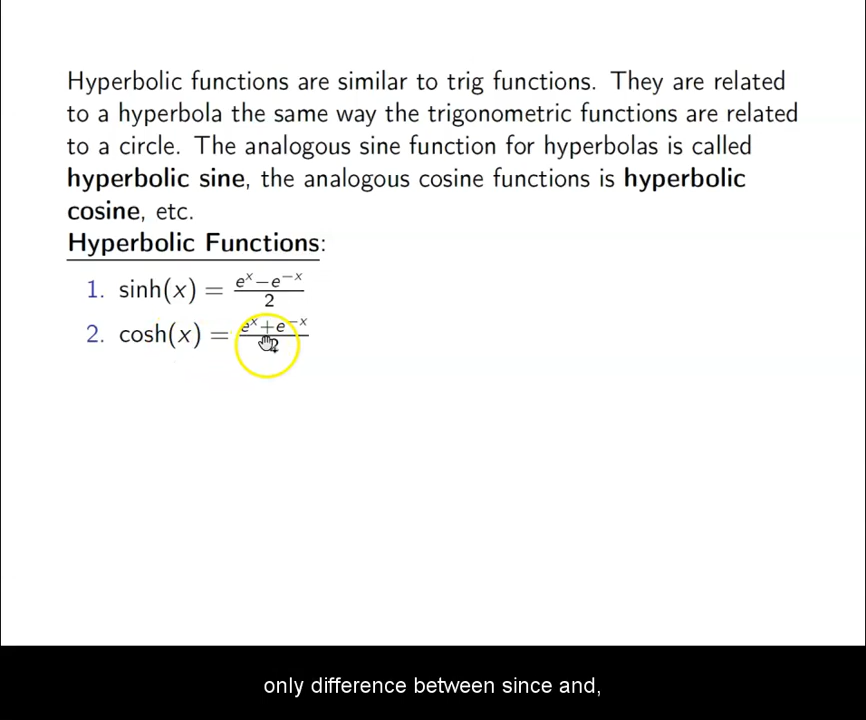 Hyperbolic functions are similar to trig functions. They are related
to a hyperbola the same way the trigonometric functions are related
to a circle. The analogous sine function for hyperbolas is called
hyperbolic sine, the analogous cosine functions is hyperbolic
cosine, etc.
Hyperbolic Functions:
1. sinh(x) = (e^x − e^−x)/2
2. cosh(x) = (e^x + e^−x)/2
only difference between since and,